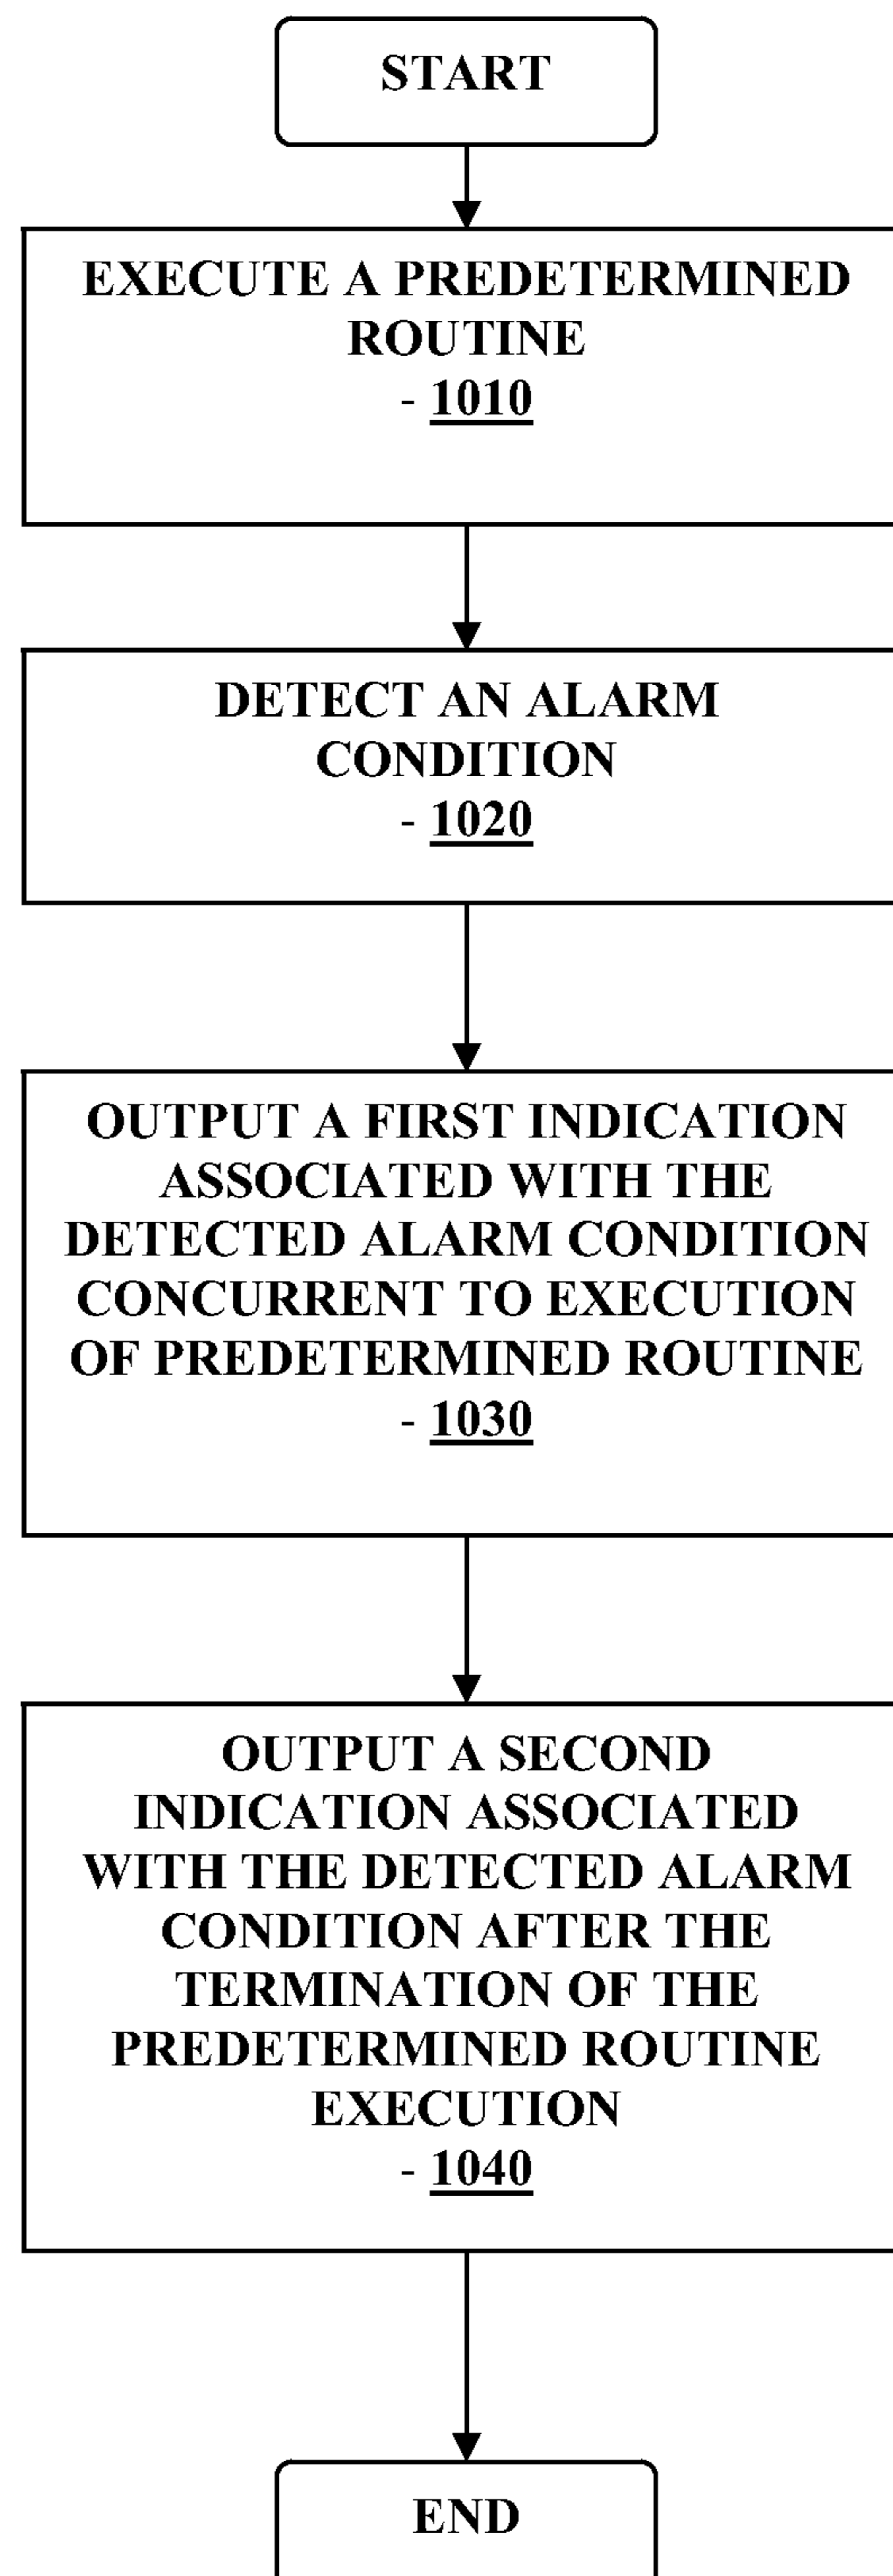 START
EXECUTE A PREDETERMINED
ROUTINE
- 1010
DETECT AN ALARM
CONDITION
- 1020
OUTPUT A FIRST INDICATION
ASSOCIATED WITH THE
DETECTED ALARM CONDITION
CONCURRENT TO EXECUTION
OF PREDETERMINED ROUTINE
- 1030
OUTPUT A SECOND
INDICATION ASSOCIATED
WITH THE DETECTED ALARM
CONDITION AFTER THE
TERMINATION OF THE
PREDETERMINED ROUTINE
EXECUTION
- 1040
END